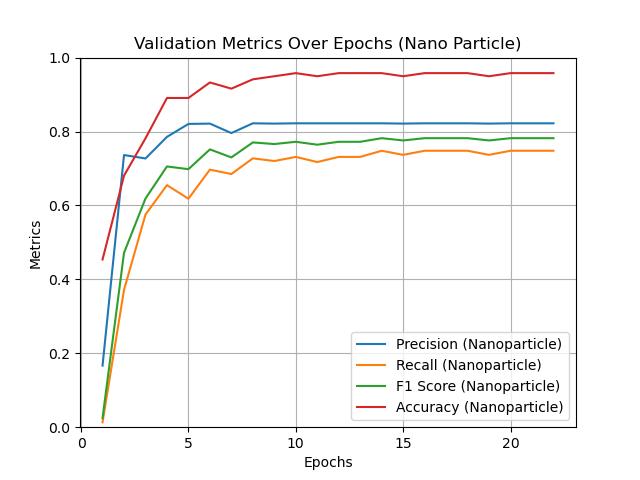 Validation Metrics Over Epochs (Nano Particle)
1.0
0.8
0.6
0.4
0.2
0.0
Metrics
Precision (Nanoparticle)
Recall (Nanoparticle)
F1 Score (Nanoparticle)
Accuracy (Nanoparticle)
0 5 10 15 20
Epochs